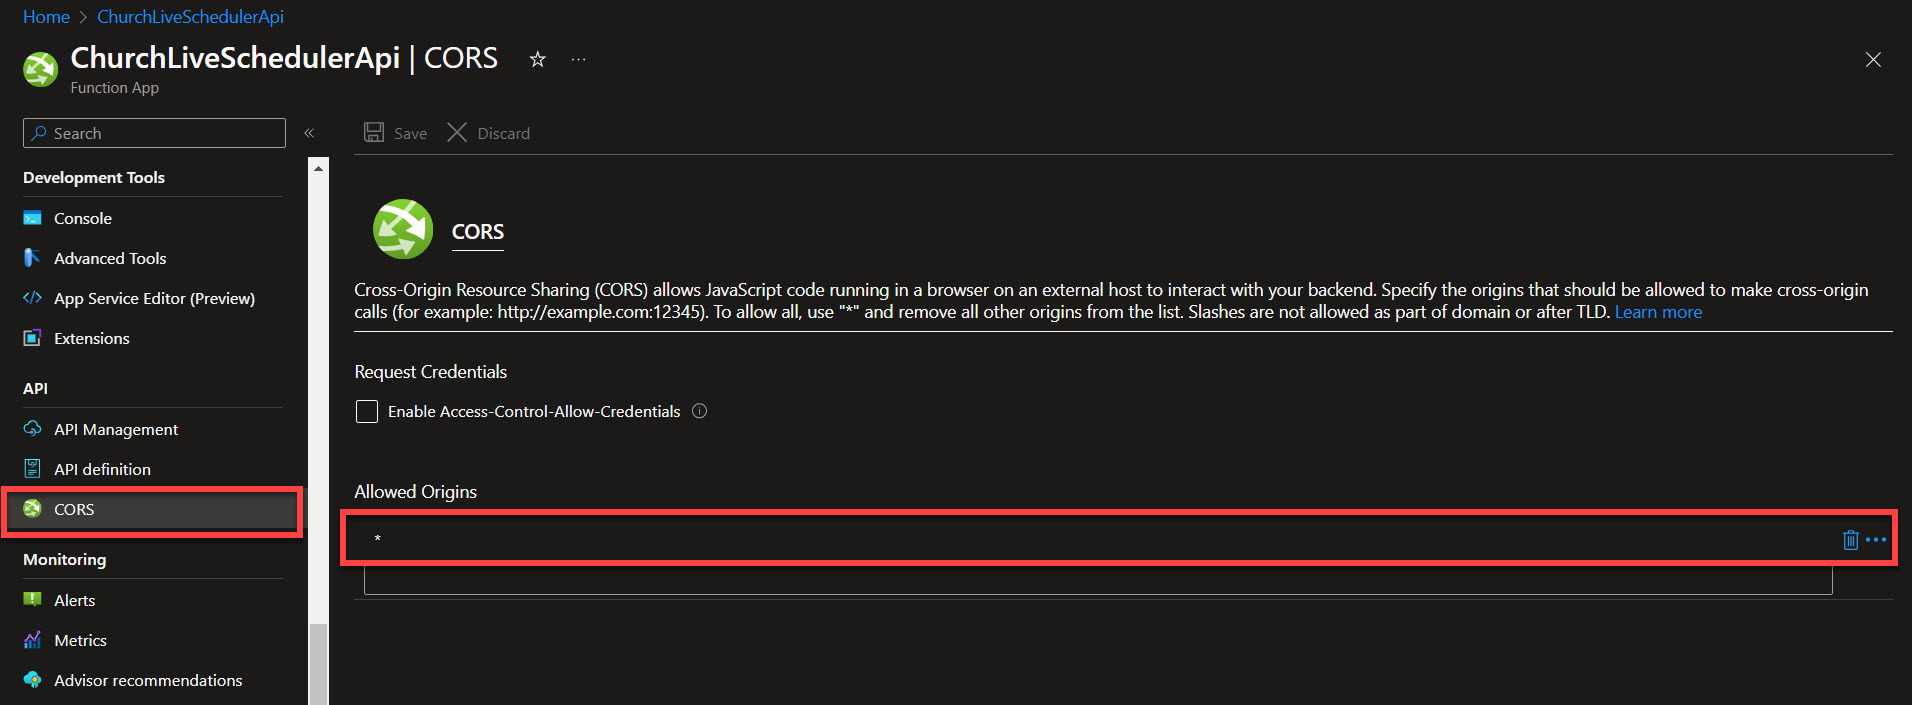 Home > ChurchLiveSchedulerApi
ChurchLiveSchedulerApi | CORS ☆ ...
Function App
Search «
Save Discard
Development Tools
Console
Advanced Tools
App Service Editor (Preview)
Extensions
API
API Management
API definition
CORS
Monitoring
Alerts
Metrics
Advisor recommendations
CORS
Cross-Origin Resource Sharing (CORS) allows JavaScript code running in a browser on an external host to interact with your backend. Specify the origins that should be allowed to make cross-origin
calls (for example: http://example.com:12345). To allow all, use "*" and remove all other origins from the list. Slashes are not allowed as part of domain or after TLD. Learn more
Request Credentials
Enable Access-Control-Allow-Credentials
Allowed Origins
*